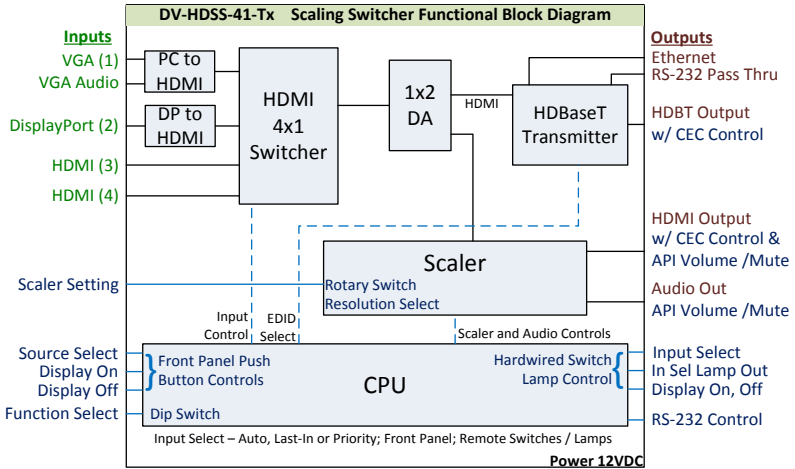 DV-HDSS-41-Tx Scaling Switcher Functional Block Diagram
Inputs
VGA (1)
VGA Audio
DisplayPort (2)
HDMI (3)
HDMI (4)
PC to
HDMI
DP to
HDMI
HDMI
4x1
Switcher
1x2
DA
HDMI
HDBaseT
Transmitter
Outputs
Ethernet
RS-232 Pass Thru
HDBT Output
w/ CEC Control
HDMI Output
w/ CEC Control &
API Volume /Mute
Audio Out
API Volume /Mute
Scaler
Rotary Switch
Resolution Select
Scaler Setting
Input
Control
EDID
Select
Scaler and Audio Controls
Source Select
Display On
Display Off
Function Select
Front Panel Push
Button Controls
Dip Switch
CPU
Hardwired Switch
Lamp Control
Input Select
In Sel Lamp Out
Display On, Off
RS-232 Control
Input Select – Auto, Last-In or Priority; Front Panel; Remote Switches / Lamps
Power 12VDC